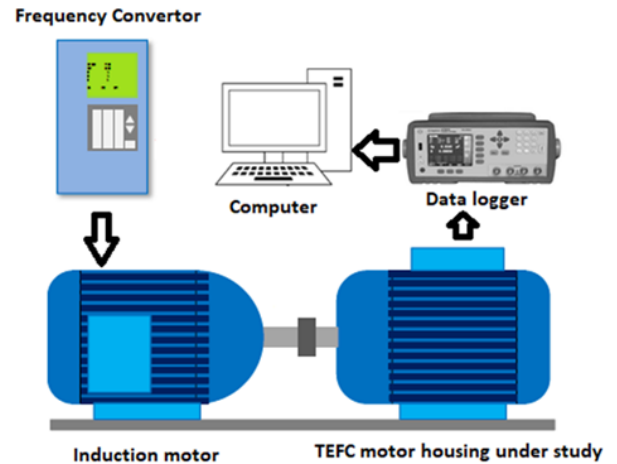 Frequency Convertor
Computer
Data logger
Induction motor
TEFC motor housing under study